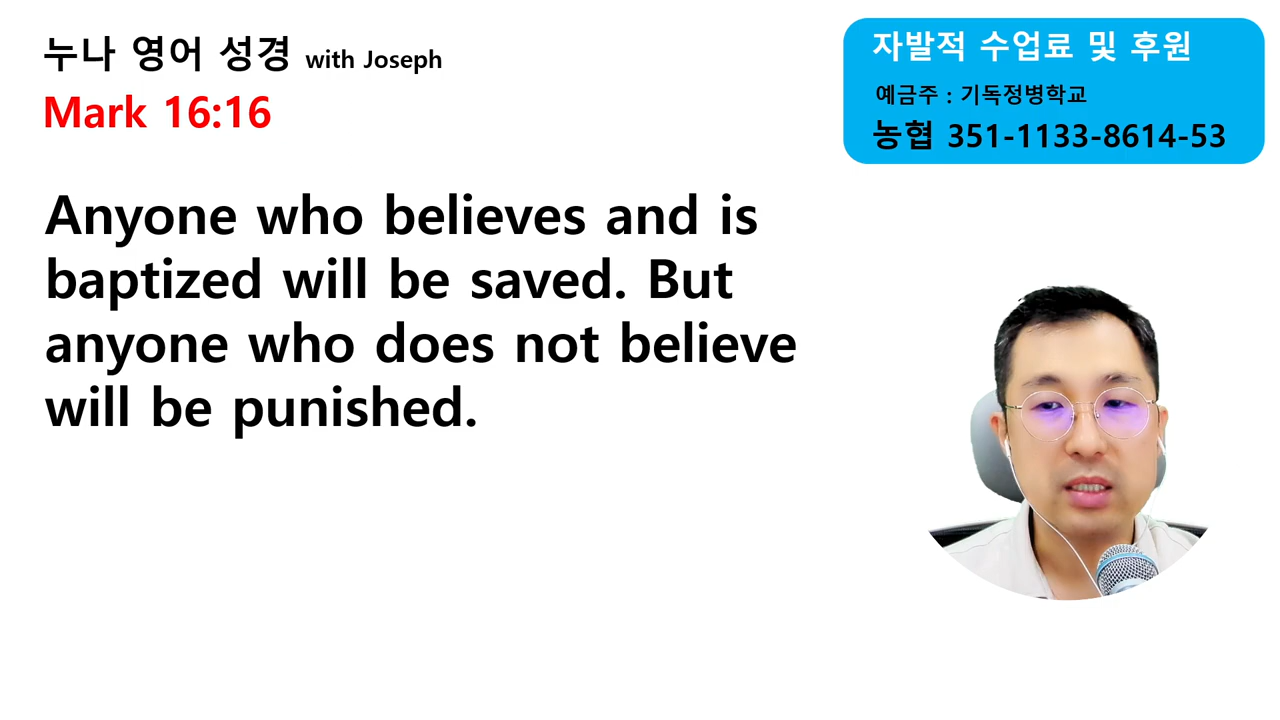 누나 영어 성경 with Joseph
Mark 16:16
자발적 수업료 및 후원
예금주 : 기독정병학교
농협 351-1133-8614-53
Anyone who believes and is
baptized will be saved. But
anyone who does not believe
will be punished.